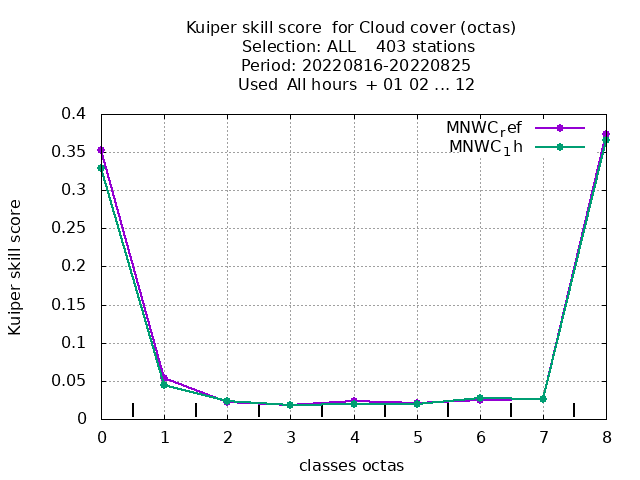 Kuiper skill score  for Cloud cover (octas)
Selection: ALL    403 stations
Period: 20220816-20220825
Used  All hours  + 01 02 ... 12
MNWC_ref
MNWC_1h
0.4
0.35
0.3
0.25
0.2
0.15
0.1
0.05
0
Kuiper skill score
0 1 2 3 4 5 6 7 8
classes octas